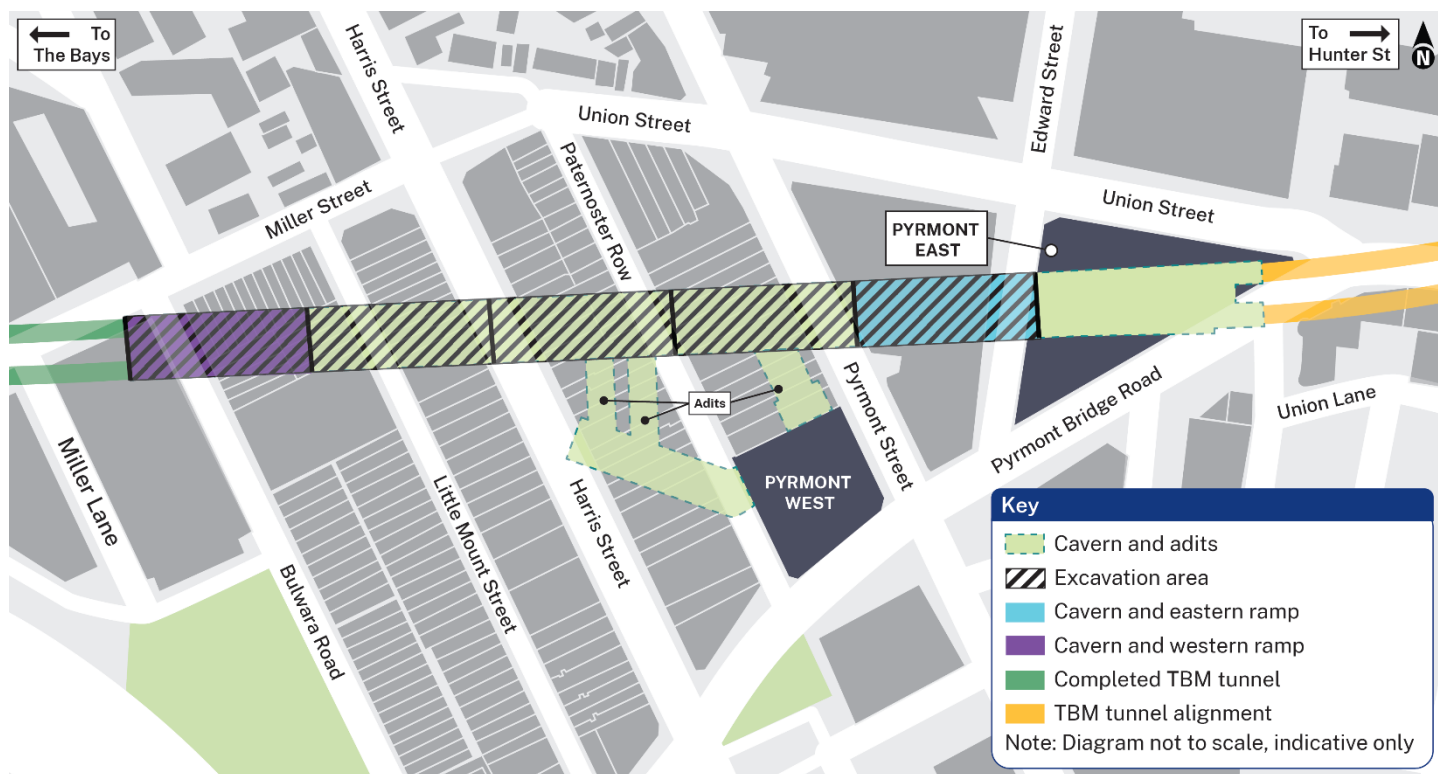 To
The Bays
To
Hunter St
N
Harris Street
Union Street
Edward Street
Paternoster Row
Miller Street
Union Street
PYRMONT
EAST
Adits
Pyrmont Street
Union Lane
Pyrmont Bridge Road
Miller Lane
PYRMONT
WEST
Little Mount Street
Harris Street
Bulwara Road
Key
Cavern and adits
Excavation area
Cavern and eastern ramp
Cavern and western ramp
Completed TBM tunnel
TBM tunnel alignment
Note: Diagram not to scale, indicative only